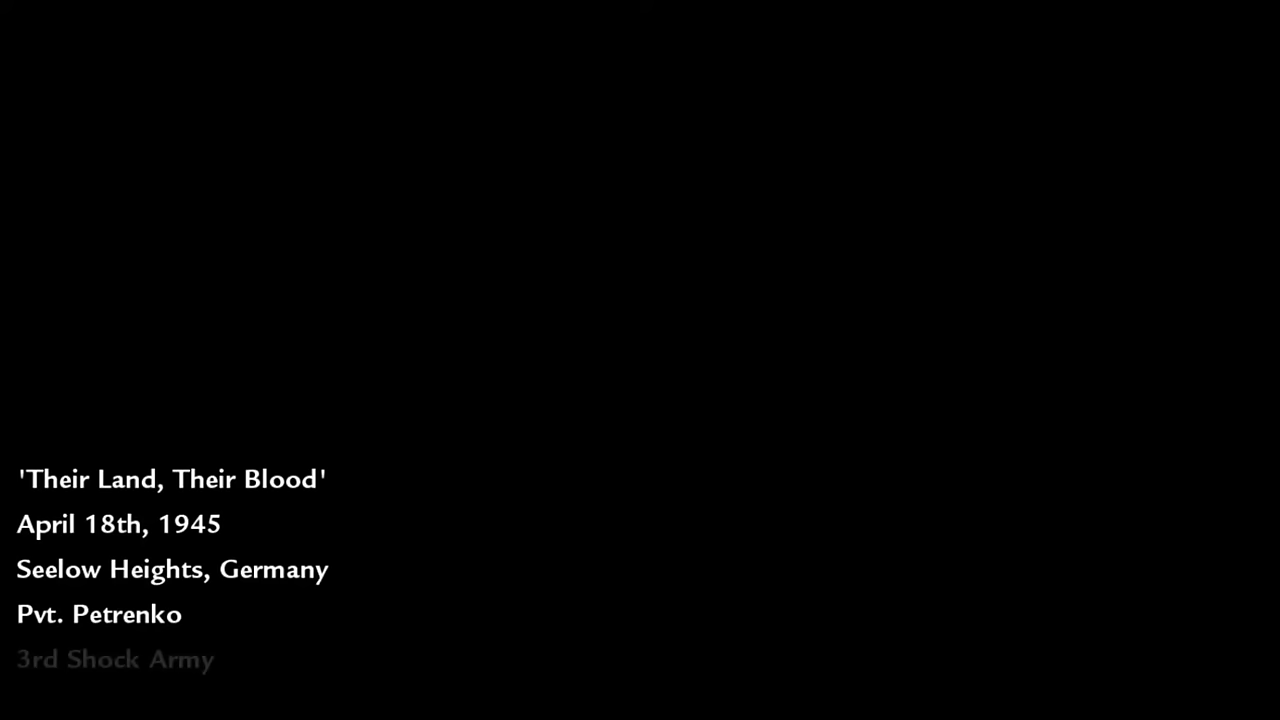 'Their Land, Their Blood'
April 18th, 1945
Seelow Heights, Germany
Pvt. Petrenko
3rd Shock Army